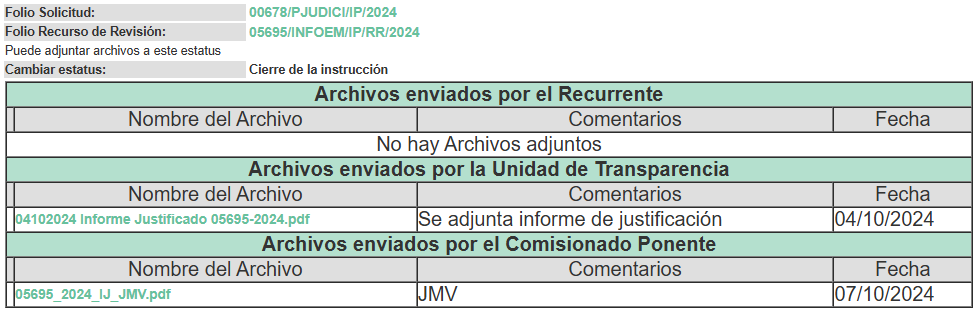 Folio Solicitud: 00678/PJUDICI/IP/2024
Folio Recurso de Revisión: 05695/INFOEM/IP/RR/2024
Puede adjuntar archivos a este estatus
Cambiar estatus: Cierre de la instrucción
Archivos enviados por el Recurrente
Nombre del Archivo Comentarios Fecha
No hay Archivos adjuntos
Archivos enviados por la Unidad de Transparencia
Nombre del Archivo Comentarios Fecha
04102024 Informe Justificado 05695-2024.pdf Se adjunta informe de justificación 04/10/2024
Archivos enviados por el Comisionado Ponente
Nombre del Archivo Comentarios Fecha
05695_2024_IJ_JMV.pdf JMV 07/10/2024